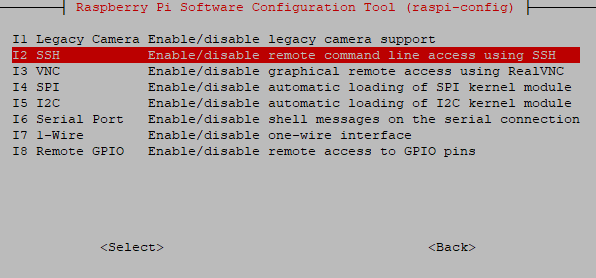 Raspberry Pi Software Configuration Tool (raspi-config)
I1 Legacy Camera Enable/disable legacy camera support
I2 SSH Enable/disable remote command line access using SSH
I3 VNC Enable/disable graphical remote access using RealVNC
I4 SPI Enable/disable automatic loading of SPI kernel module
I5 I2C Enable/disable automatic loading of I2C kernel module
I6 Serial Port Enable/disable shell messages on the serial connection
I7 1-Wire Enable/disable one-wire interface
I8 Remote GPIO Enable/disable remote access to GPIO pins
<Select> <Back>